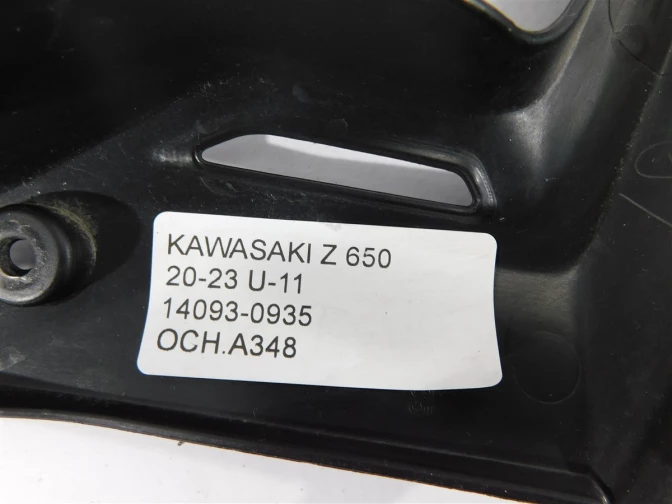 KAWASAKI Z 650
20-23 U-11
14093-0935
OCH.A348